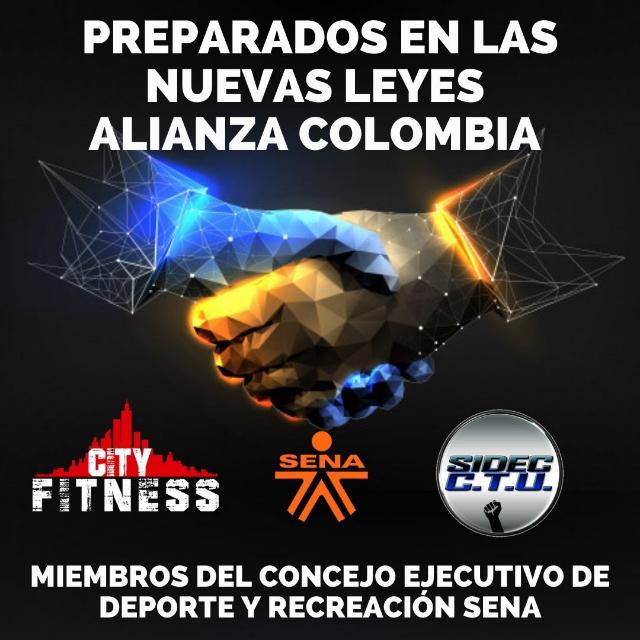 PREPARADOS EN LAS
NUEVAS LEYES
ALIANZA COLOMBIA
CITY
FITNESS
SENA
SIDEC
C.T.U.
MIEMBROS DEL CONCEJO EJECUTIVO DE
DEPORTE Y RECREACIÓN SENA